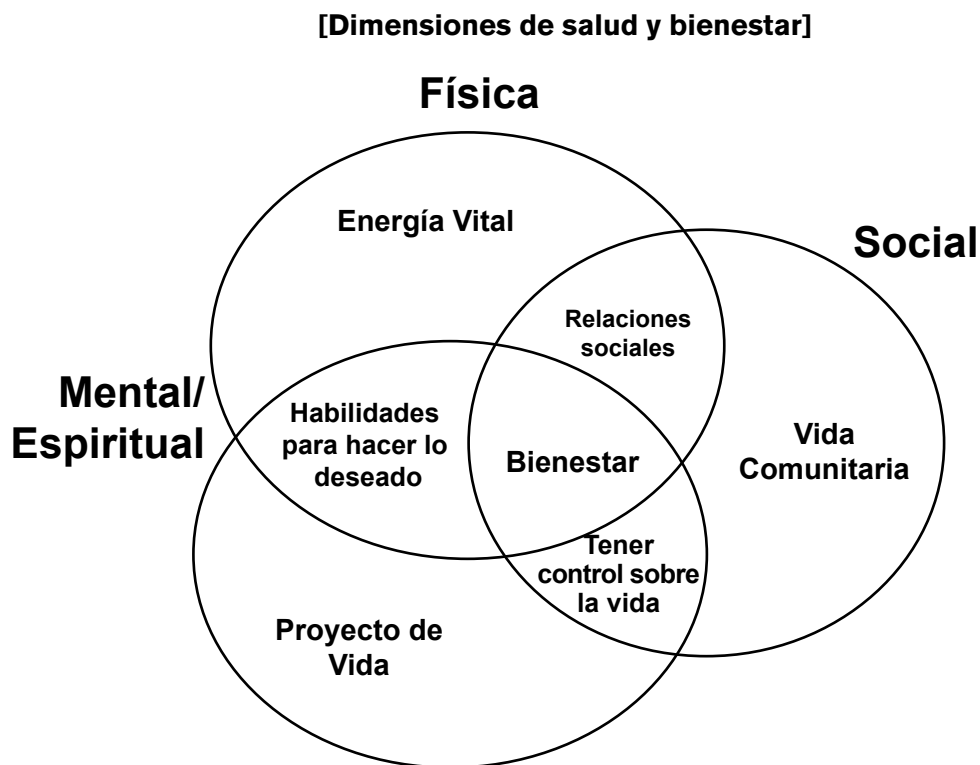 [Dimensiones de salud y bienestar]
Física
Energía Vital
Social
Relaciones
sociales
Mental/
Espiritual
Habilidades
para hacer lo
deseado
Bienestar
Vida
Comunitaria
Tener
control sobre
la vida
Proyecto de
Vida